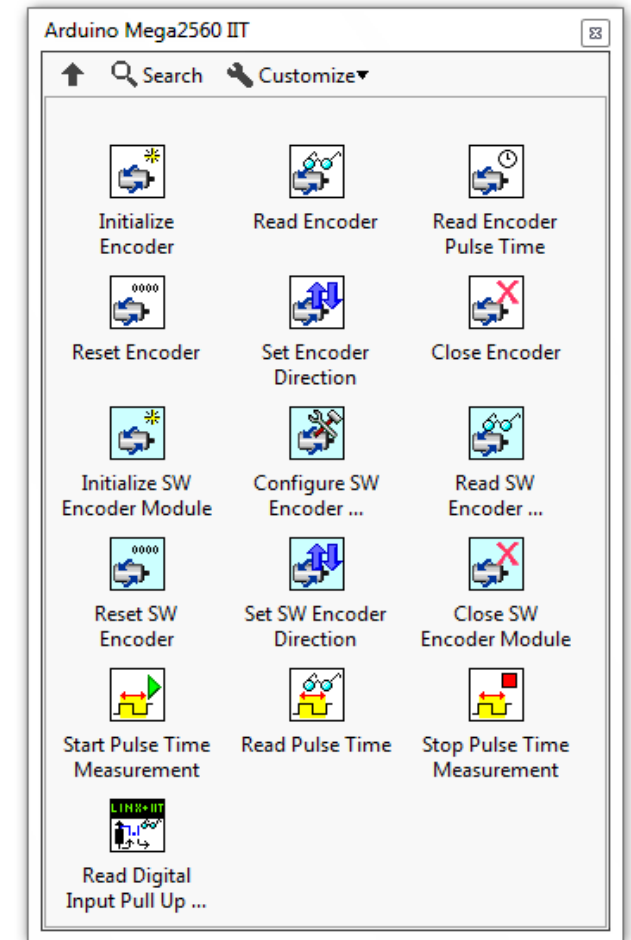 Arduino Mega2560 IIT
Search Customize
Initialize Encoder
Read Encoder
Read Encoder Pulse Time
0000
Reset Encoder
Set Encoder Direction
Close Encoder
Initialize SW Encoder Module
Configure SW Encoder ...
Read SW Encoder ...
0000
Reset SW Encoder
Set SW Encoder Direction
Close SW Encoder Module
Start Pulse Time Measurement
Read Pulse Time
Stop Pulse Time Measurement
LINX+IIT
Read Digital Input Pull Up ...